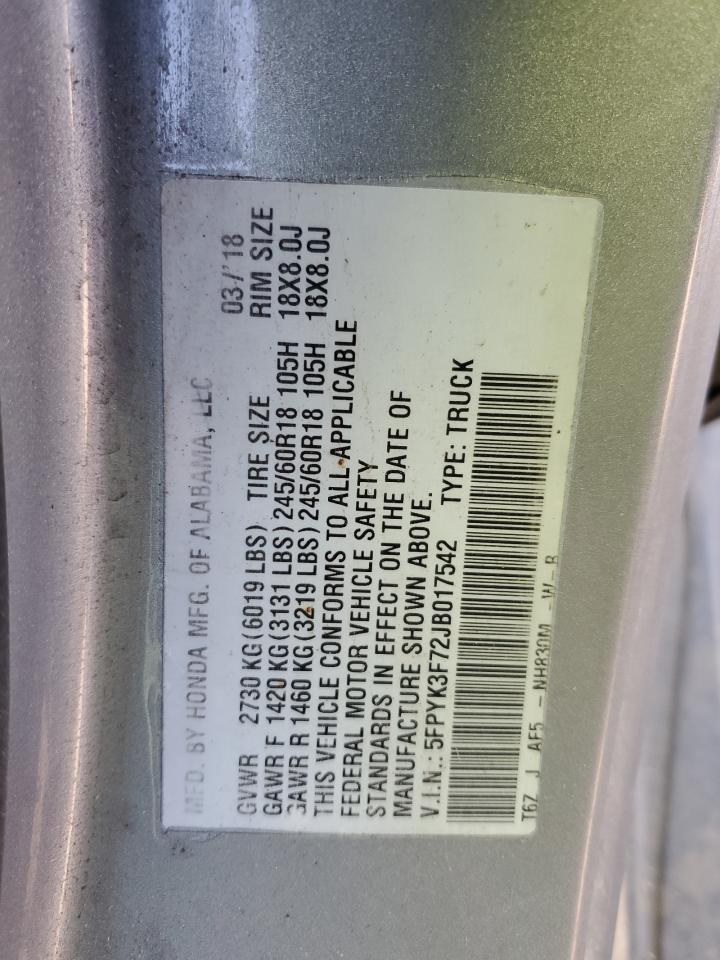 MFD. BY HONDA MFG. OF ALABAMA, LLC 03/'18
GVWR 2730 KG(6019 LBS) TIRE SIZE RIM SIZE
GAWR F 1420 KG(3131 LBS) 245/60R18 105H 18X8.0J
GAWR R 1460 KG(3219 LBS) 245/60R18 105H 18X8.0J
THIS VEHICLE CONFORMS TO ALL APPLICABLE
FEDERAL MOTOR VEHICLE SAFETY
STANDARDS IN EFFECT ON THE DATE OF
MANUFACTURE SHOWN ABOVE.
V.I.N.: 5FPYK3F72JB017542 TYPE: TRUCK
T6Z J AF5 - NH830M -W-B